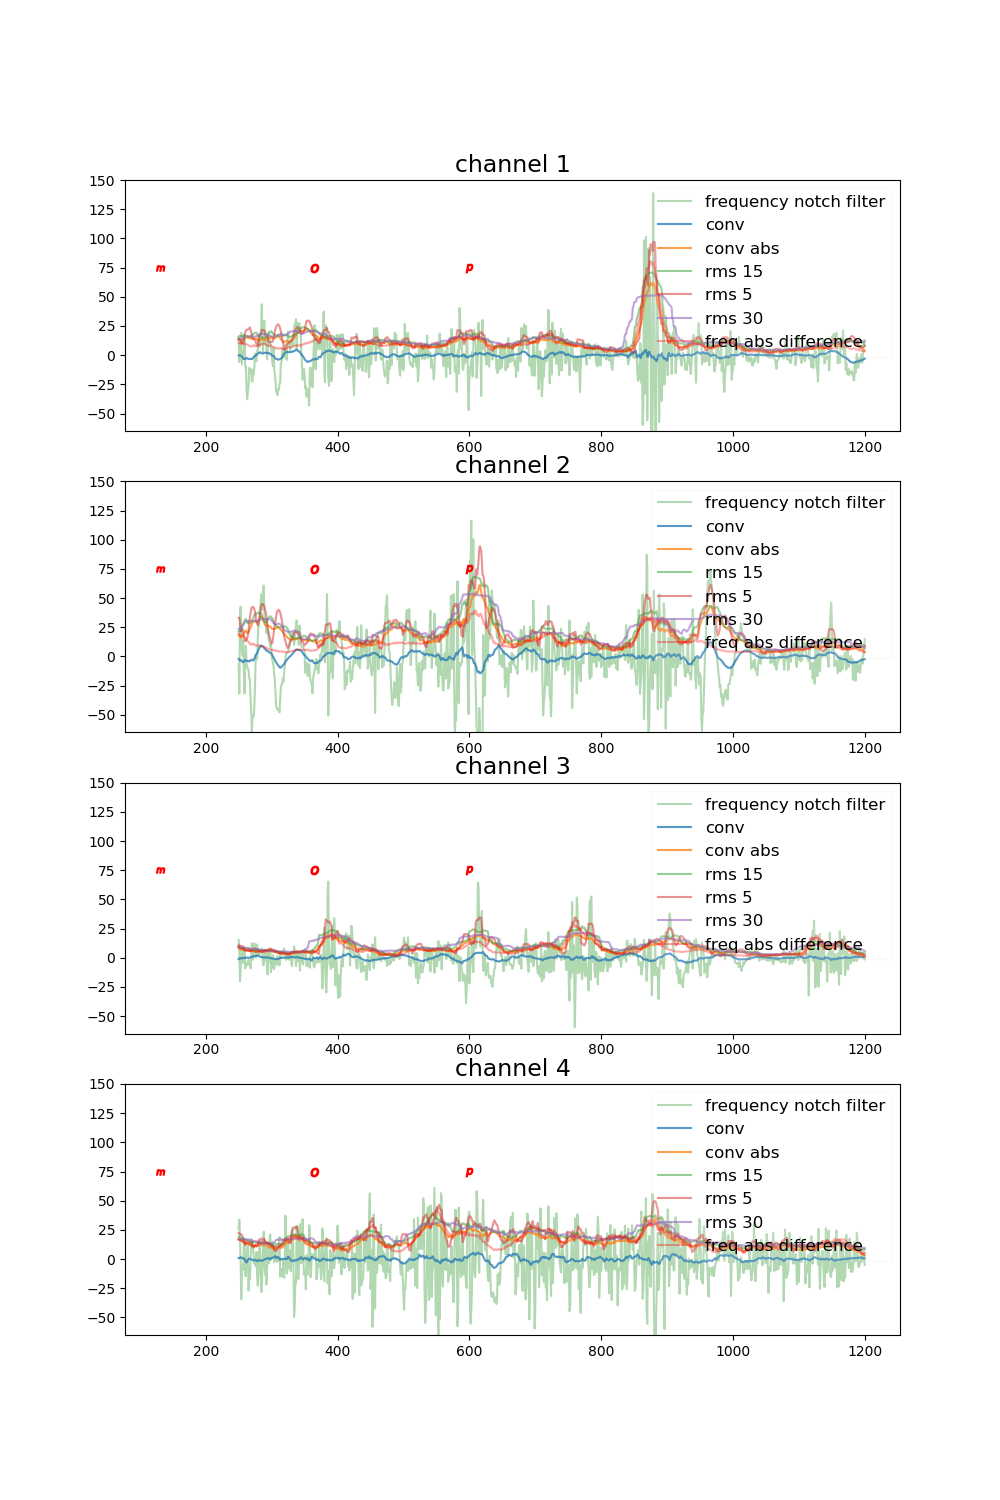 channel 1
150
125
100
75
50
25
0
−25
−50
m o p
frequency notch filter
conv
conv abs
rms 15
rms 5
rms 30
freq abs difference
200 400 600 800 1000 1200
channel 2
150
125
100
75
50
25
0
−25
−50
m o p
frequency notch filter
conv
conv abs
rms 15
rms 5
rms 30
freq abs difference
200 400 600 800 1000 1200
channel 3
150
125
100
75
50
25
0
−25
−50
m o p
frequency notch filter
conv
conv abs
rms 15
rms 5
rms 30
freq abs difference
200 400 600 800 1000 1200
channel 4
150
125
100
75
50
25
0
−25
−50
m o p
frequency notch filter
conv
conv abs
rms 15
rms 5
rms 30
freq abs difference
200 400 600 800 1000 1200